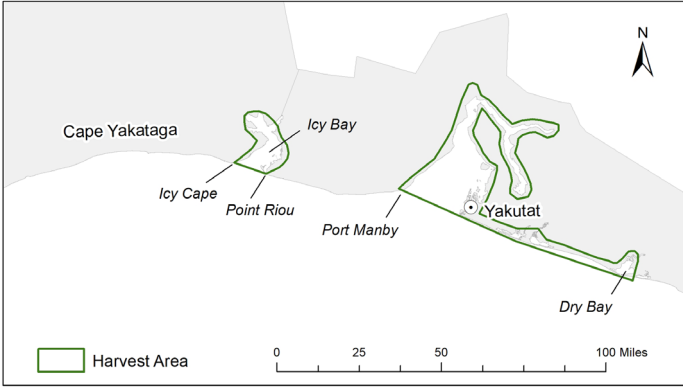 N
Cape Yakataga
Icy Bay
Icy Cape
Point Riou
Port Manby
Yakutat
Dry Bay
Harvest Area
0 25 50 100 Miles